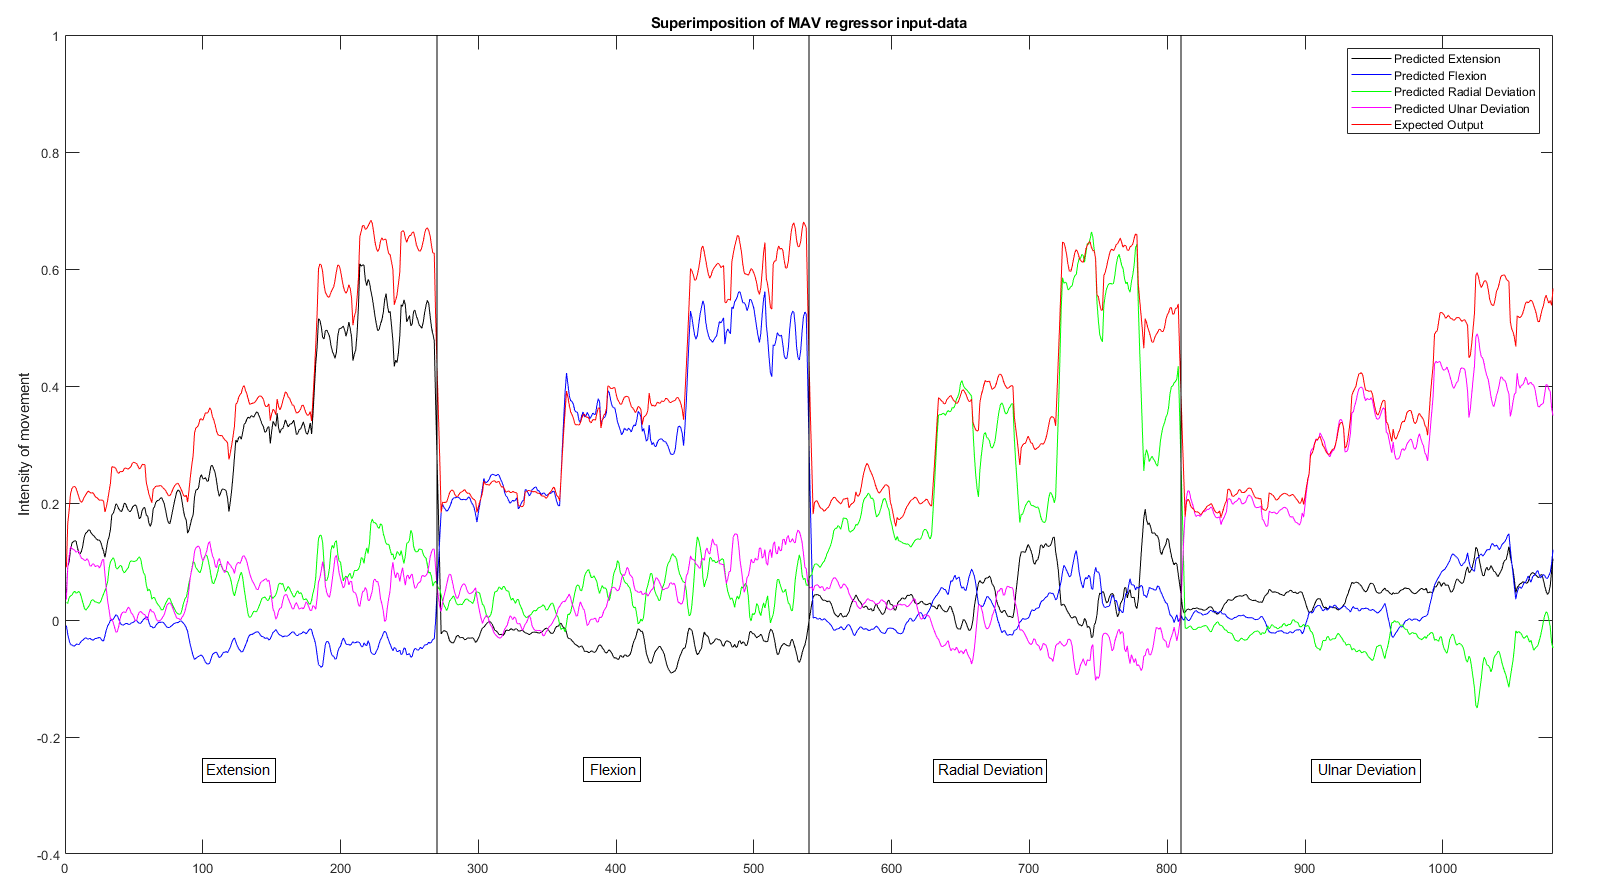 Superimposition of MAV regressor input-data
Predicted Extension
Predicted Flexion
Predicted Radial Deviation
Predicted Ulnar Deviation
Expected Output
Intensity of movement
1
0.8
0.6
0.4
0.2
0
-0.2
-0.4
Extension
Flexion
Radial Deviation
Ulnar Deviation
0 100 200 300 400 500 600 700 800 900 1000